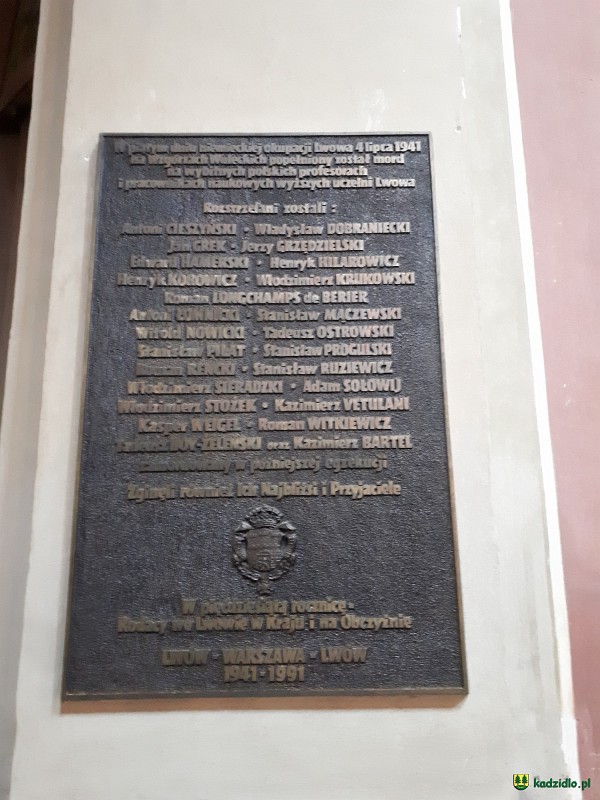 W piątym dniu niemieckiej okupacji Lwowa 4 lipca 1941
na Wzgórzach Wuleckich popełniony został mord
na wybitnych polskich profesorach
i pracownikach naukowych wyższych uczelni Lwowa
Rozstrzelani zostali :
Antoni CIESZYŃSKI • Władysław DOBRANIECKI
Jan GREK • Jerzy GRZĘDZIELSKI
Edward HAMERSKI • Henryk HILAROWICZ
Henryk KOROWICZ • Włodzimierz KRUKOWSKI
Roman LONGCHAMPS de BERIER
Antoni ŁOMNICKI • Stanisław MĄCZEWSKI
Witold NOWICKI • Tadeusz OSTROWSKI
Stanisław PILAT • Stanisław PROGULSKI
Roman RENCKI • Stanisław RUZIEWICZ
Włodzimierz SIERADZKI • Adam SOŁOWIJ
Włodzimierz STOŻEK • Kazimierz VETULANI
Kasper WEIGEL • Roman WITKIEWICZ
Tadeusz BOY-ŻELEŃSKI oraz Kazimierz BARTEL
zamordowany w późniejszej egzekucji
Zginęli również Ich Najbliżsi i Przyjaciele
W pięćdziesiątą rocznicę -
Rodacy we Lwowie w Kraju i na Obczyźnie
LWÓW - WARSZAWA - LWÓW
1941 - 1991
kadzidlo.pl